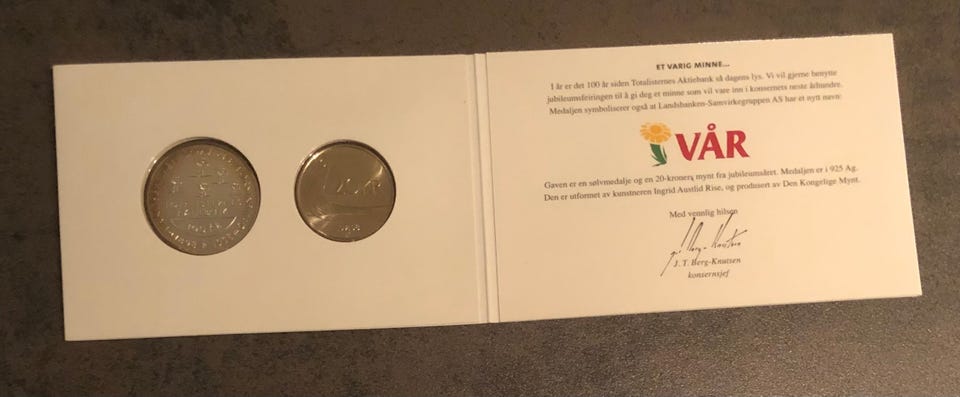 ET VARIG MINNE...
I år er det 100 år siden Totalisternes Aktiebank så dagens lys. Vi vil gjerne benytte
jubileumsfeiringen til å gi deg et minne som vil vare inn i konsernets neste århundre.
Medaljen symboliserer også at Landsbanken-Samvirkegruppen AS har et nytt navn:
VÅR
Gaven er en sølvmedalje og en 20-kroners mynt fra jubileumsåret. Medaljen er i 925 Ag.
Den er utformet av kunstneren Ingrid Austlid Rise, og produsert av Den Kongelige Mynt.
Med vennlig hilsen
J. T. Berg-Knutsen
konsernsjef
100 ÅR